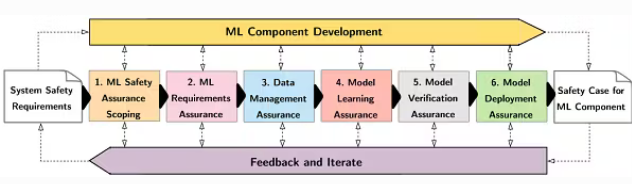 ML Component Development
System Safety
Requirements
1. ML Safety
Assurance
Scoping
2. ML
Requirements
Assurance
3. Data
Management
Assurance
4. Model
Learning
Assurance
5. Model
Verification
Assurance
6. Model
Deployment
Assurance
Safety Case for
ML Component
Feedback and Iterate